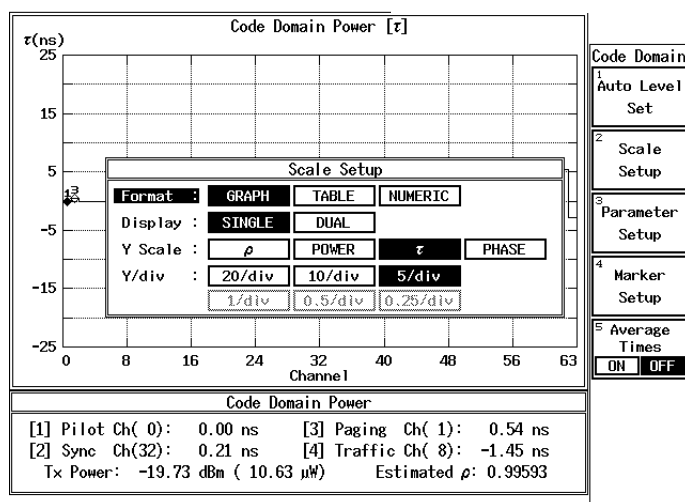 Code Domain Power [τ]
τ(ns)
25
15
5
-5
-15
-25
13
0 8 16 24 32 40 48 56 63
Channel
Scale Setup
Format : GRAPH TABLE NUMERIC
Display : SINGLE DUAL
Y Scale : ρ POWER τ PHASE
Y/div : 20/div 10/div 5/div
1/div 0.5/div 0.25/div
Code Domain
1
Auto Level
Set
2
Scale
Setup
3
Parameter
Setup
4
Marker
Setup
5 Average
Times
ON OFF
Code Domain Power
[1] Pilot Ch( 0): 0.00 ns [3] Paging Ch( 1): 0.54 ns
[2] Sync Ch(32): 0.21 ns [4] Traffic Ch( 8): -1.45 ns
Tx Power: -19.73 dBm ( 10.63 µW) Estimated ρ: 0.99593